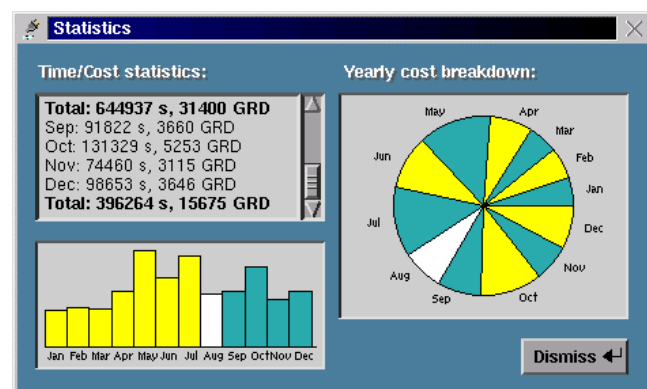 Statistics
Time/Cost statistics:
Yearly cost breakdown:
Total: 644937 s, 31400 GRD
Sep: 91822 s, 3660 GRD
Oct: 131329 s, 5253 GRD
Nov: 74460 s, 3115 GRD
Dec: 98653 s, 3646 GRD
Total: 396264 s, 15675 GRD
Jan Feb Mar Apr May Jun Jul Aug Sep Oct Nov Dec
May
Apr
Mar
Jun
Feb
Jan
Jul
Dec
Aug
Nov
Sep
Oct
Dismiss